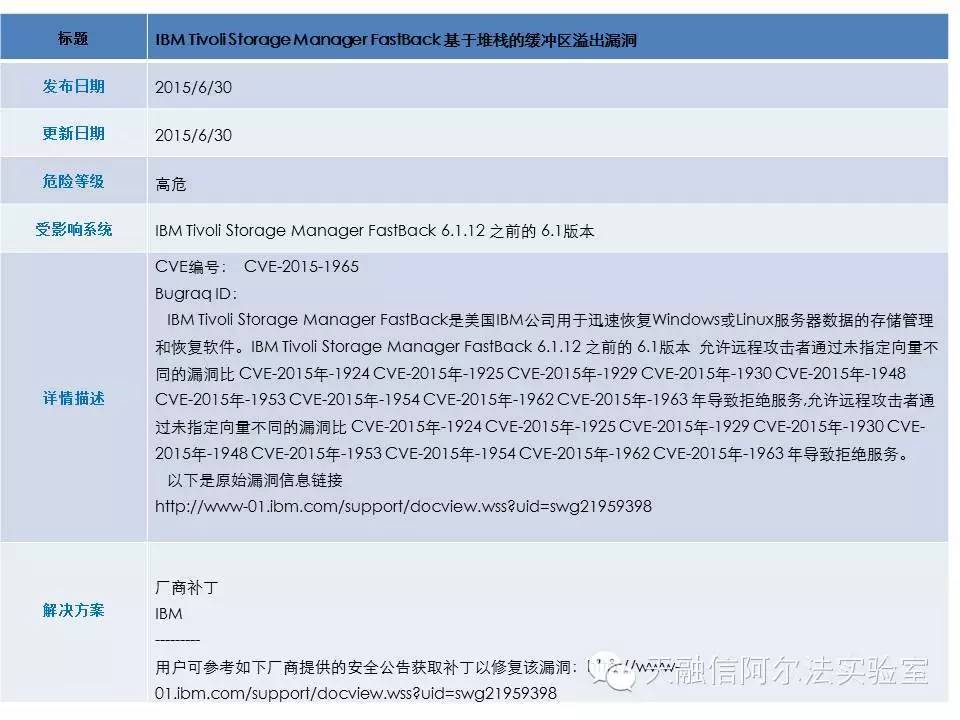 标题
IBM Tivoli Storage Manager FastBack 基于堆栈的缓冲区溢出漏洞
发布日期
2015/6/30
更新日期
2015/6/30
危险等级
高危
受影响系统
IBM Tivoli Storage Manager FastBack 6.1.12 之前的 6.1版本
详情描述
CVE编号： CVE-2015-1965
Bugraq ID：
IBM Tivoli Storage Manager FastBack是美国IBM公司用于迅速恢复Windows或Linux服务器数据的存储管理
和恢复软件。IBM Tivoli Storage Manager FastBack 6.1.12 之前的 6.1版本 允许远程攻击者通过未指定向量不
同的漏洞比 CVE-2015年-1924 CVE-2015年-1925 CVE-2015年-1929 CVE-2015年-1930 CVE-2015年-1948
CVE-2015年-1953 CVE-2015年-1954 CVE-2015年-1962 CVE-2015年-1963 年导致拒绝服务,允许远程攻击者通
过未指定向量不同的漏洞比 CVE-2015年-1924 CVE-2015年-1925 CVE-2015年-1929 CVE-2015年-1930 CVE-
2015年-1948 CVE-2015年-1953 CVE-2015年-1954 CVE-2015年-1962 CVE-2015年-1963 年导致拒绝服务。
以下是原始漏洞信息链接
http://www-01.ibm.com/support/docview.wss?uid=swg21959398
解决方案
厂商补丁
IBM
---------
用户可参考如下厂商提供的安全公告获取补丁以修复该漏洞：://www-
01.ibm.com/support/docview.wss?uid=swg21959398
天融信阿尔法实验室